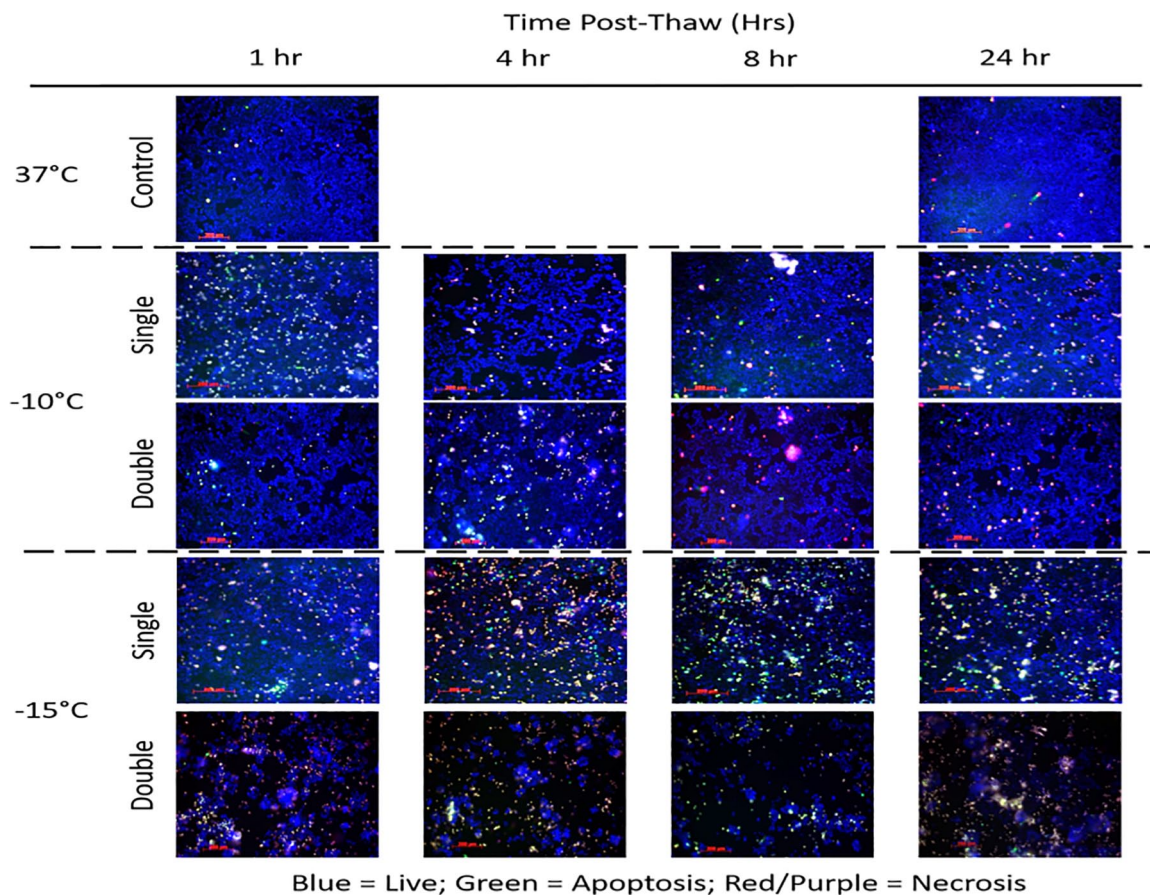 Time Post-Thaw (Hrs)
1 hr 4 hr 8 hr 24 hr
37°C
Control
-10°C
Single
Double
-15°C
Single
Double
Blue = Live; Green = Apoptosis; Red/Purple = Necrosis